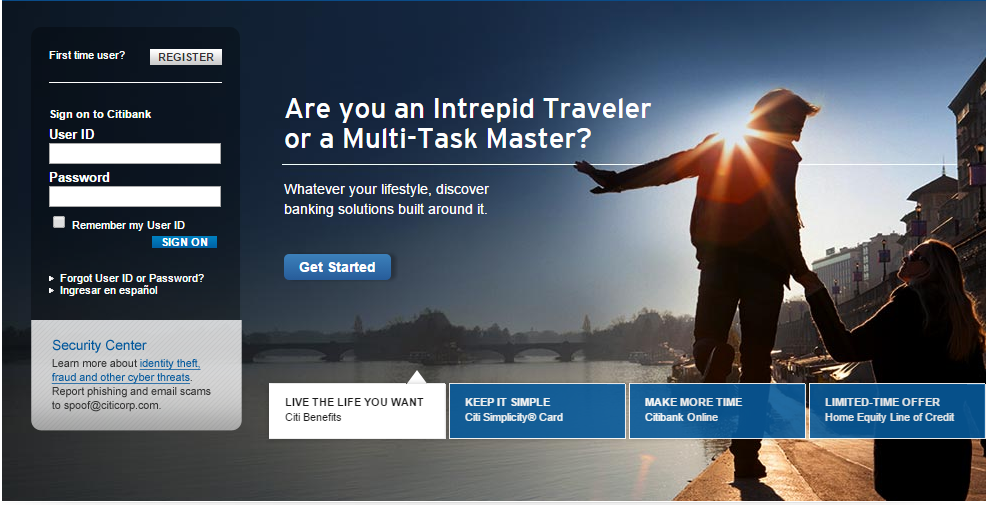 First time user?
REGISTER
Sign on to Citibank
User ID
Password
Remember my User ID
SIGN ON
Forgot User ID or Password?
Ingresar en español
Security Center
Learn more about identity theft,
fraud and other cyber threats.
Report phishing and email scams
to spoof@citicorp.com.
Are you an Intrepid Traveler
or a Multi-Task Master?
Whatever your lifestyle, discover
banking solutions built around it.
Get Started
LIVE THE LIFE YOU WANT
Citi Benefits
KEEP IT SIMPLE
Citi Simplicity® Card
MAKE MORE TIME
Citibank Online
LIMITED-TIME OFFER
Home Equity Line of Credit